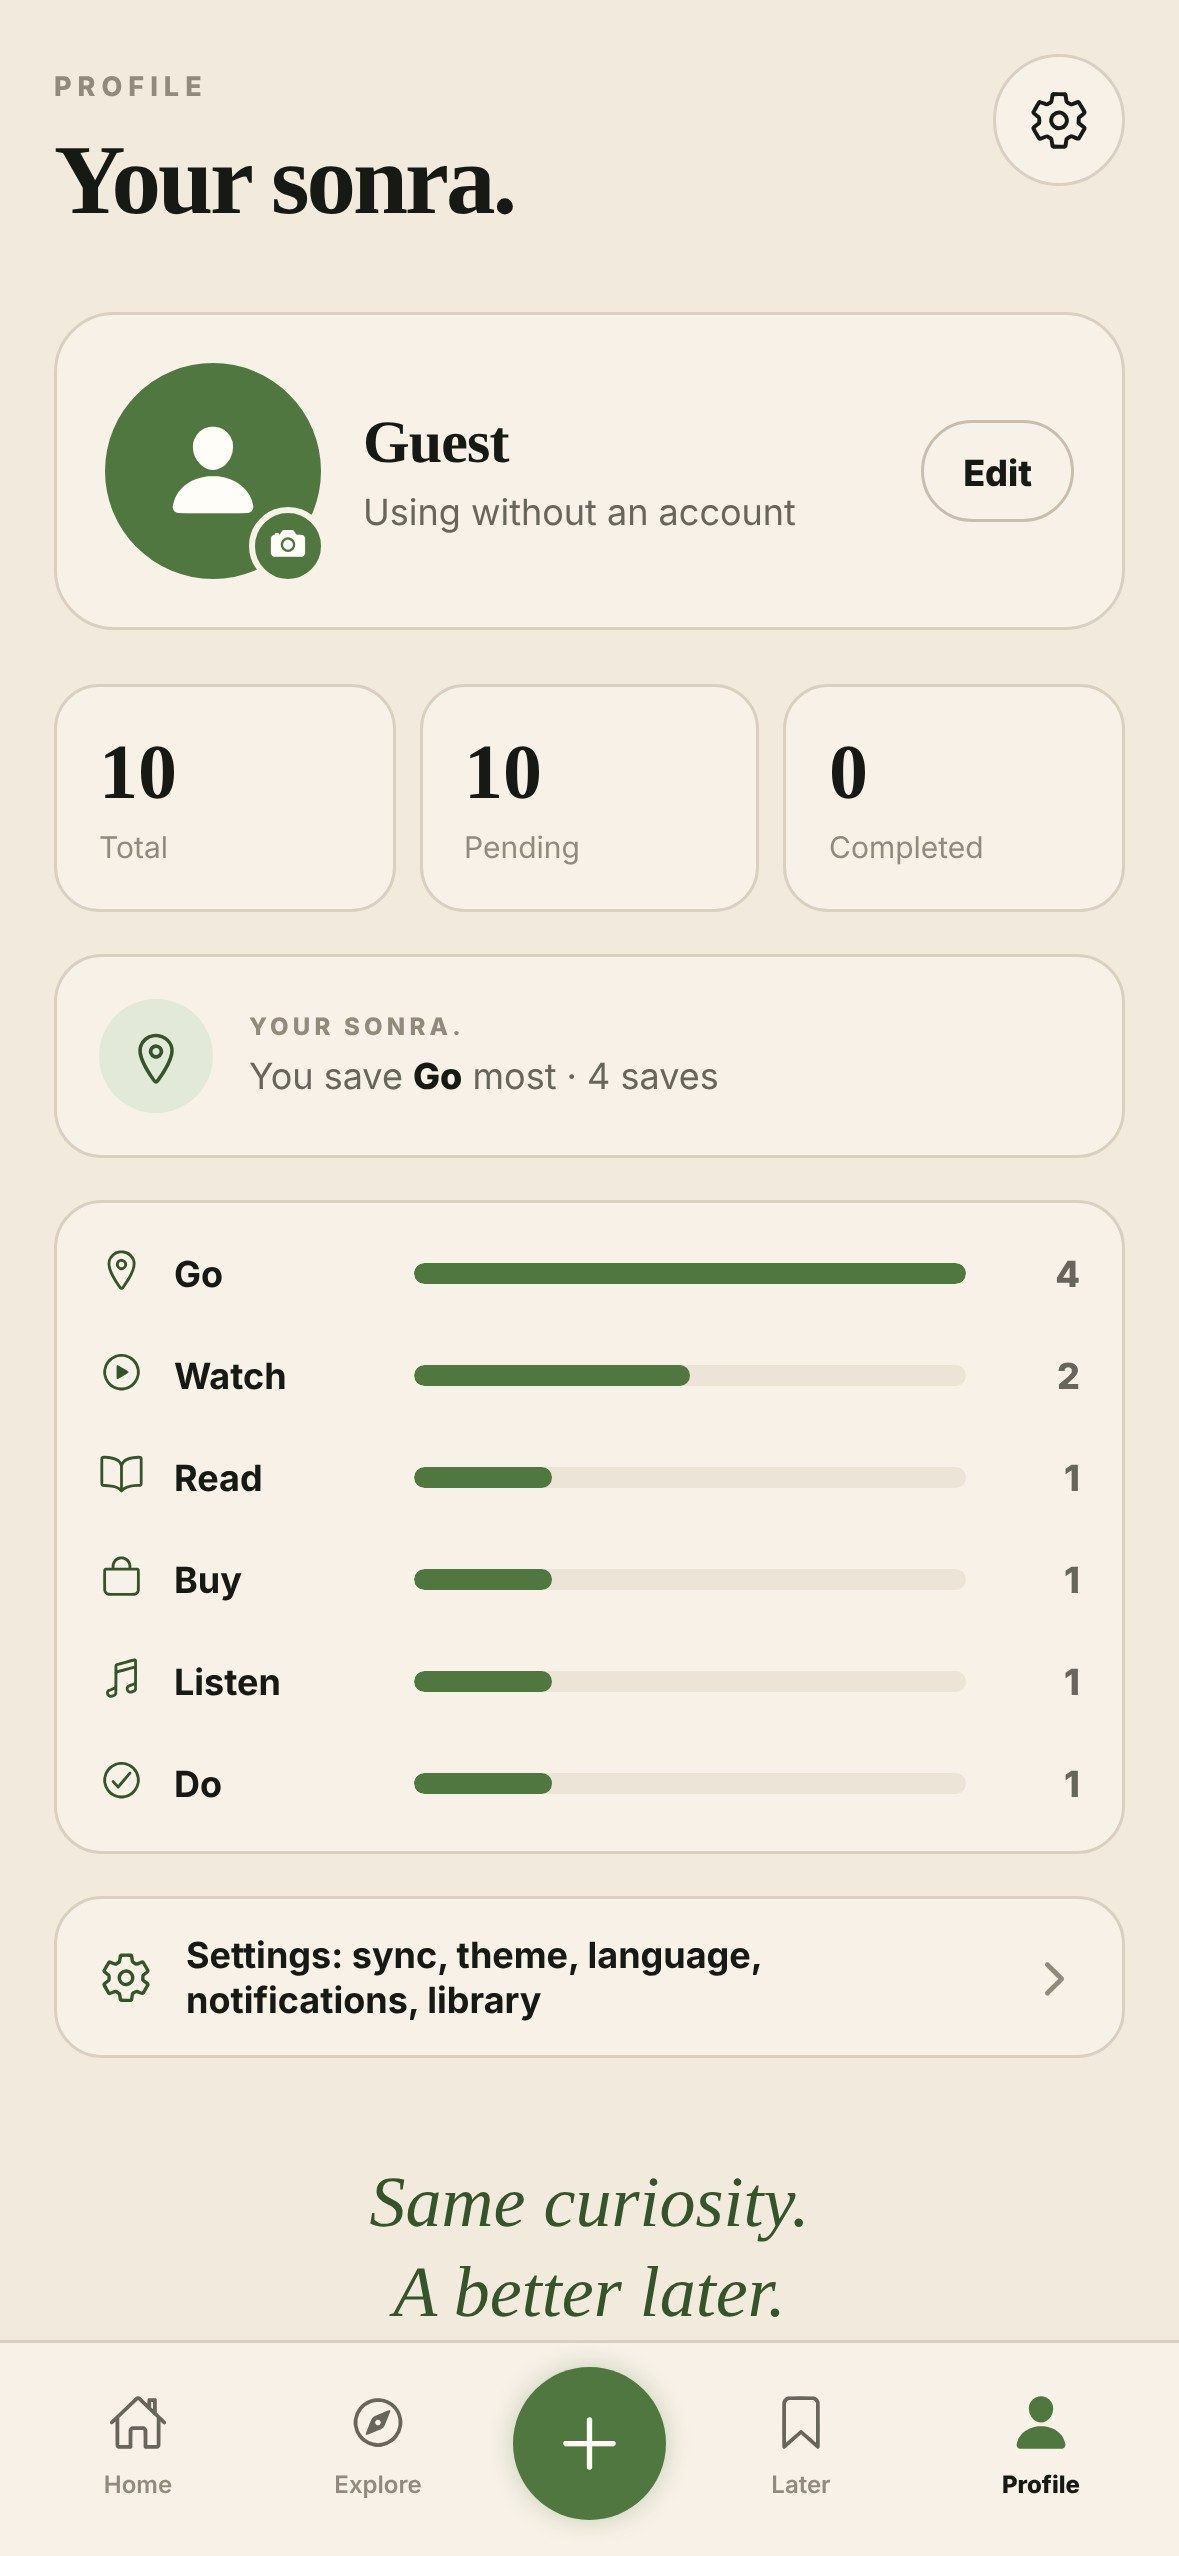 PROFILE
Your sonra.
Guest
Using without an account
Edit
10
Total
10
Pending
0
Completed
YOUR SONRA.
You save Go most · 4 saves
Go 4
Watch 2
Read 1
Buy 1
Listen 1
Do 1
Settings: sync, theme, language,
notifications, library
Same curiosity.
A better later.
Home
Explore
Later
Profile